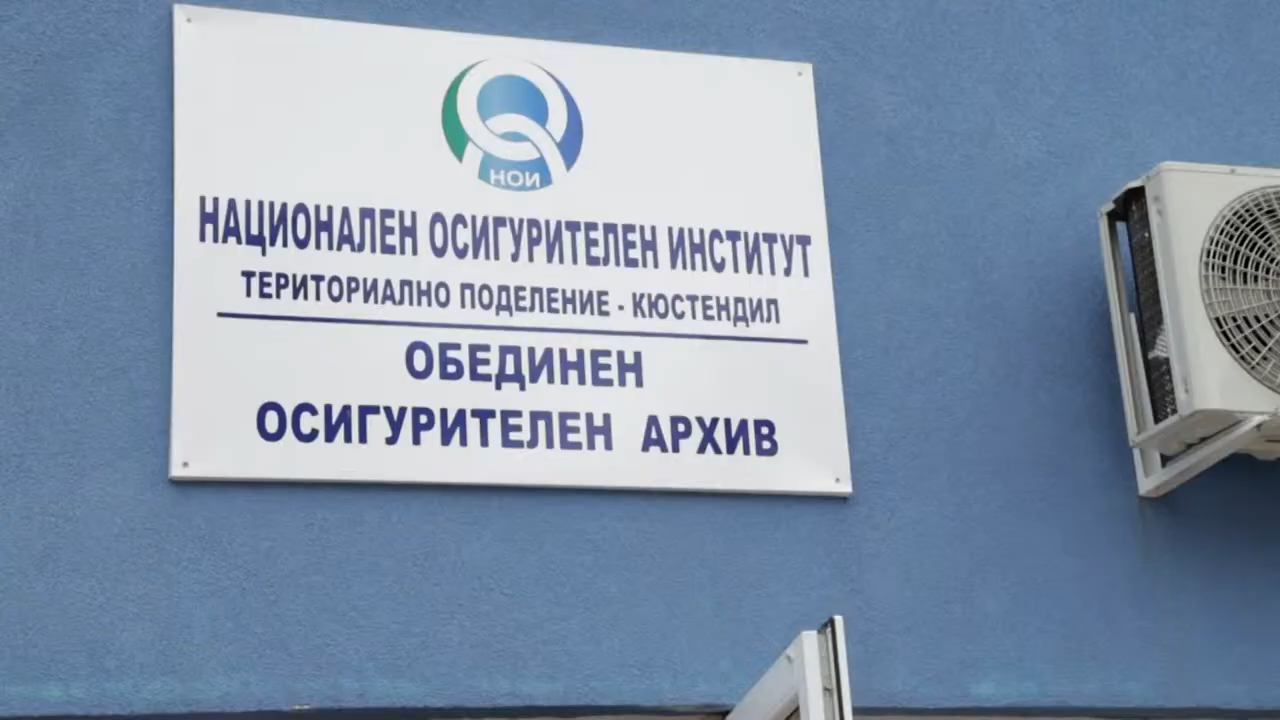 НОИ
НАЦИОНАЛЕН ОСИГУРИТЕЛЕН ИНСТИТУТ
ТЕРИТОРИАЛНО ПОДЕЛЕНИЕ - КЮСТЕНДИЛ
ОБЕДИНЕН
ОСИГУРИТЕЛЕН АРХИВ